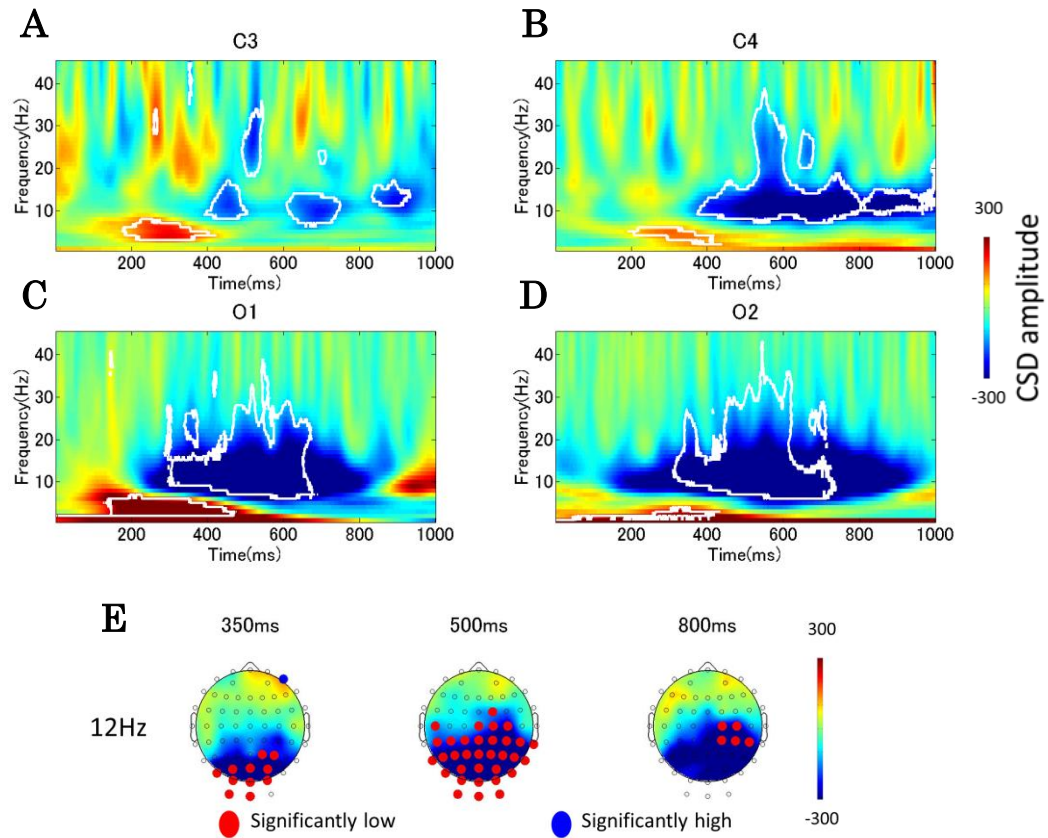 A
C3
Frequency(Hz)
40
30
20
10
200 400 600 800 1000
Time(ms)
B
C4
Frequency(Hz)
40
30
20
10
200 400 600 800 1000
Time(ms)
300
-300
CSD amplitude
C
O1
Frequency(Hz)
40
30
20
10
200 400 600 800 1000
Time(ms)
D
O2
Frequency(Hz)
40
30
20
10
200 400 600 800 1000
Time(ms)
E
350ms 500ms 800ms
12Hz
300
-300
Significantly low Significantly high